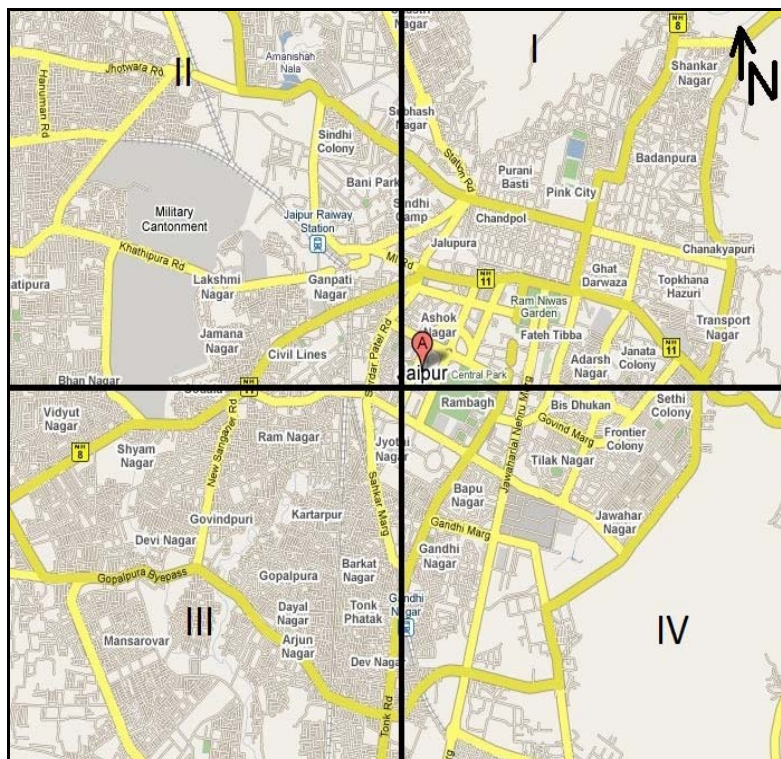 NH
8
I
N
Shankar
Nagar
II
Jhotwara Rd
Hanuman Rd
Amanishah
Nala
Subhash
Nagar
Station Rd
Sindhi
Colony
Badanpura
Purani
Basti
Pink City
Bani Park
Sindhi
Camp
Chandpol
Military
Cantonment
Jaipur Raiway
Station
Jalupura
Chanakyapuri
Khathipura Rd
MI Rd
NH
11
Ghat
Darwaza
Topkhana
Hazuri
Lakshmi
Nagar
Ganpati
Nagar
atipura
Ram Niwas
Garden
Ashok
Nagar
Fateh Tibba
Transport
Nagar
Jamana
Nagar
Sardar Patel Rd
Civil Lines
A
Jaipur
Central Park
Adarsh
Nagar
Janata
Colony
NH
11
Bhan Nagar
Vidyut
Nagar
NH
8
Shyam
Nagar
New Sanganer Rd
Ram Nagar
Jyoti
Nagar
Rambagh
Jawaharlal Nehru Marg
Bis Dhukan
Govind Marg
Sethi
Colony
Frontier
Colony
Tilak Nagar
Sahkar Marg
Bapu
Nagar
Jawahar
Nagar
Govindpuri
Kartarpur
Devi Nagar
Gandhi Marg
Gandhi
Nagar
Gopalpura Byepass
Gopalpura
Barkat
Nagar
Dayal
Nagar
Tonk
Phatak
Gandhi
Nagar
III
Mansarovar
Arjun
Nagar
IV
Dev Nagar
Tonk Rd
Marg